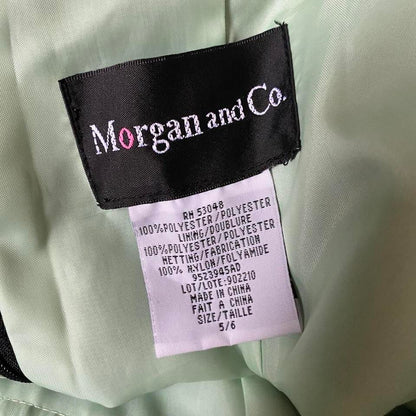 Morgan and Co.
RN 53048
100%POLYESTER/POLYESTER
LINING/DOUBLURE
100%POLYESTER/POLYESTER
NETTING/FABRICATION
100% NYLON/POLYAMIDE
9523945AD
LOT/LOTE:902210
MADE IN CHINA
FAIT A CHINA
SIZE/TAILLE
5/6